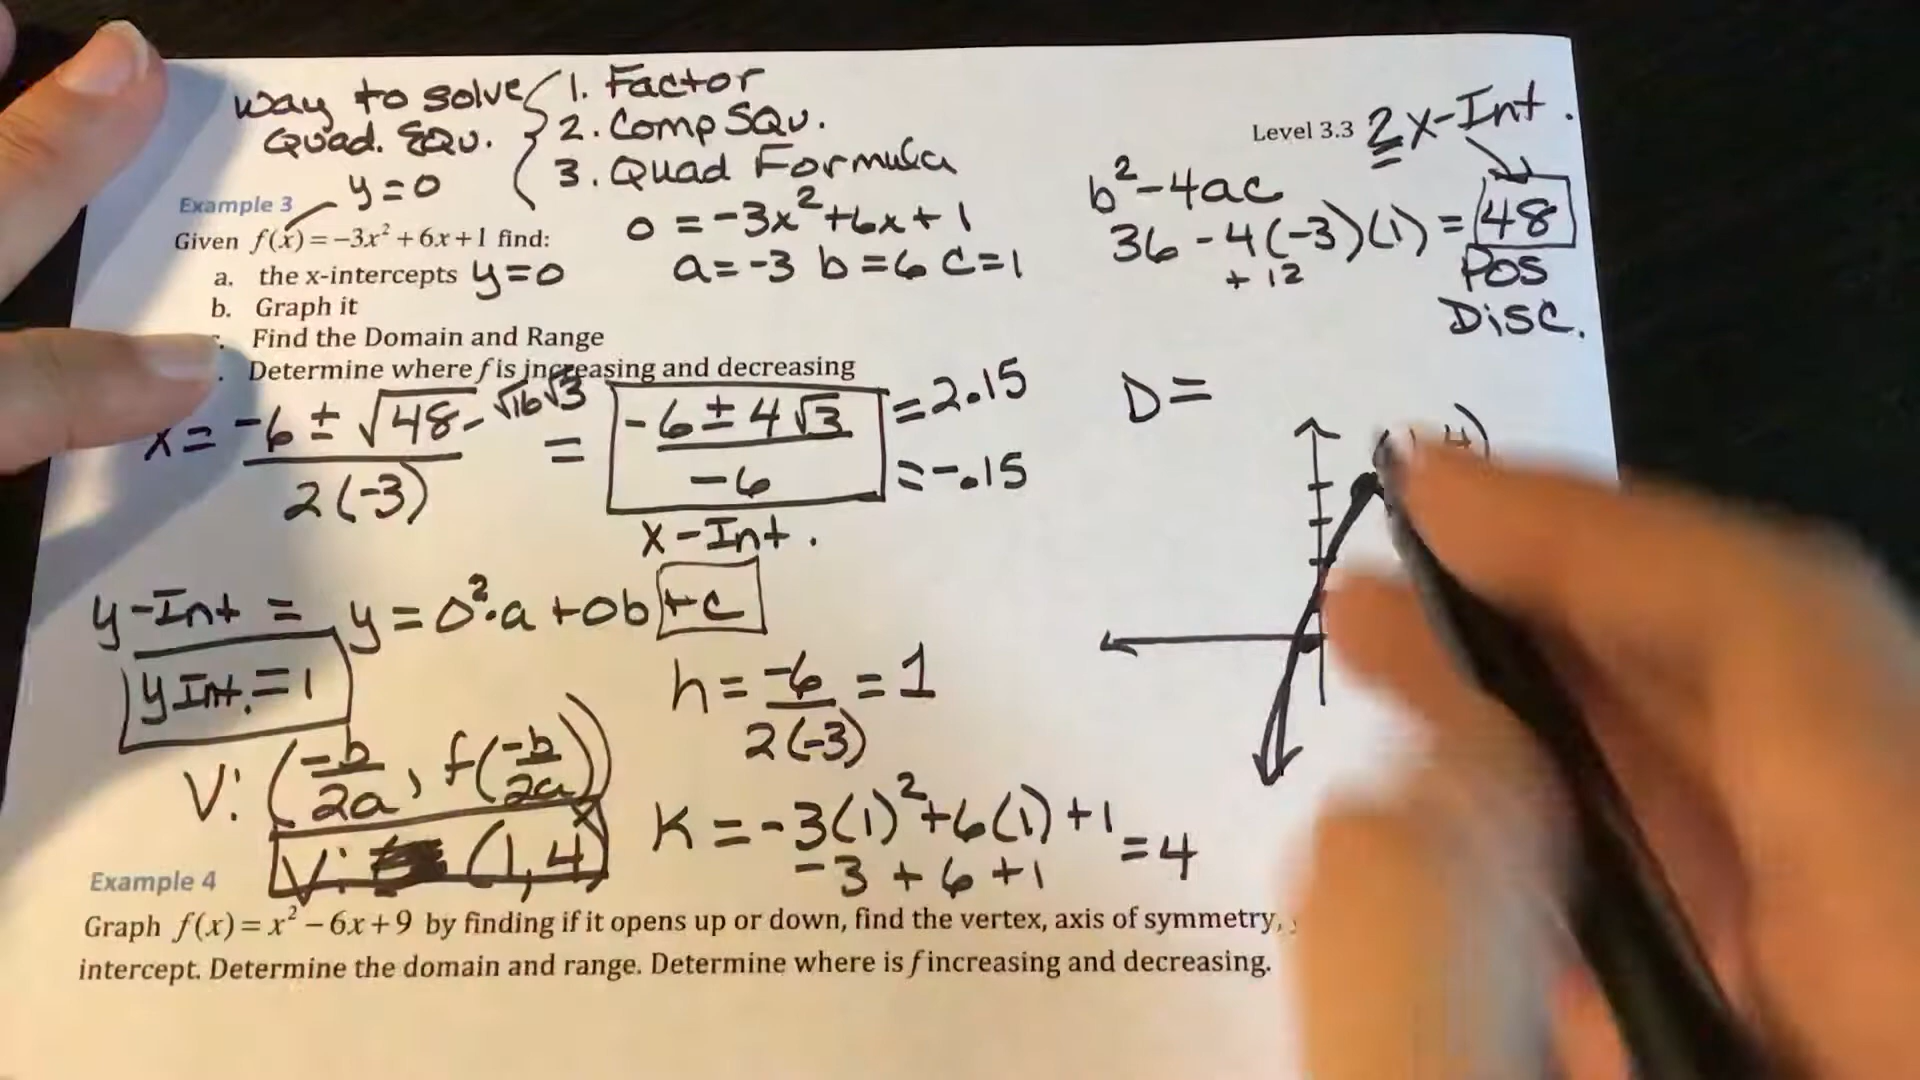 way to solve
Quad. EQU.
1. Factor
2. Comp SQU.
3. Quad Formula
Level 3.3
2 x-Int.
b²-4ac
36 - 4(-3)(1) = 48
+ 12
Pos
Disc.
y=0
Example 3
Given f(x) = −3x² + 6x + 1 find:
a. the x-intercepts y=0
b. Graph it
Find the Domain and Range
Determine where f is increasing and decreasing
0 = -3x²+6x+1
a=-3 b=6 c=1
x = -6 ± √48 / 2(-3)
√16 √3
= -6 ± 4√3 / -6
= 2.15
= -.15
x-Int.
D =
y-Int = y = 0²·a + 0b + c
y Int. = 1
h = -6 / 2(-3) = 1
V: (-b/2a, f(-b/2a))
V: (1,4)
K = -3(1)²+6(1)+1
-3+6+1
= 4
Example 4
Graph f(x) = x² − 6x + 9 by finding if it opens up or down, find the vertex, axis of symmetry,
intercept. Determine the domain and range. Determine where is f increasing and decreasing.